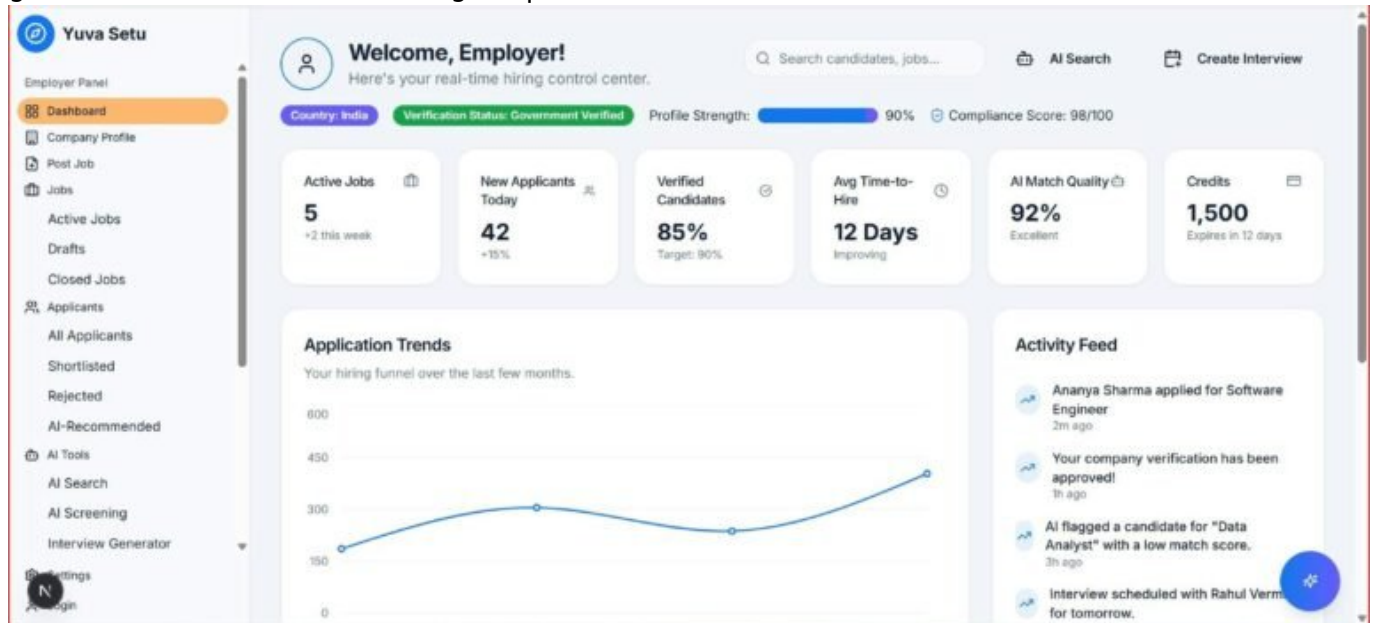 Yuva Setu
Employer Panel
Dashboard
Company Profile
Post Job
Jobs
Active Jobs
Drafts
Closed Jobs
Applicants
All Applicants
Shortlisted
Rejected
AI-Recommended
AI Tools
AI Search
AI Screening
Interview Generator
N
Welcome, Employer!
Here's your real-time hiring control center.
Search candidates, jobs...
AI Search
Create Interview
Country: India
Verification Status: Government Verified
Profile Strength:
90%
Compliance Score: 98/100
Active Jobs
5
+2 this week
New Applicants
Today
42
+15%
Verified
Candidates
85%
Target: 90%
Avg Time-to-
Hire
12 Days
Improving
AI Match Quality
92%
Excellent
Credits
1,500
Expires in 12 days
Application Trends
Your hiring funnel over the last few months.
600
450
300
150
0
Activity Feed
Ananya Sharma applied for Software
Engineer
2m ago
Your company verification has been
approved!
1h ago
AI flagged a candidate for "Data
Analyst" with a low match score.
3h ago
Interview scheduled with Rahul Verm
for tomorrow.